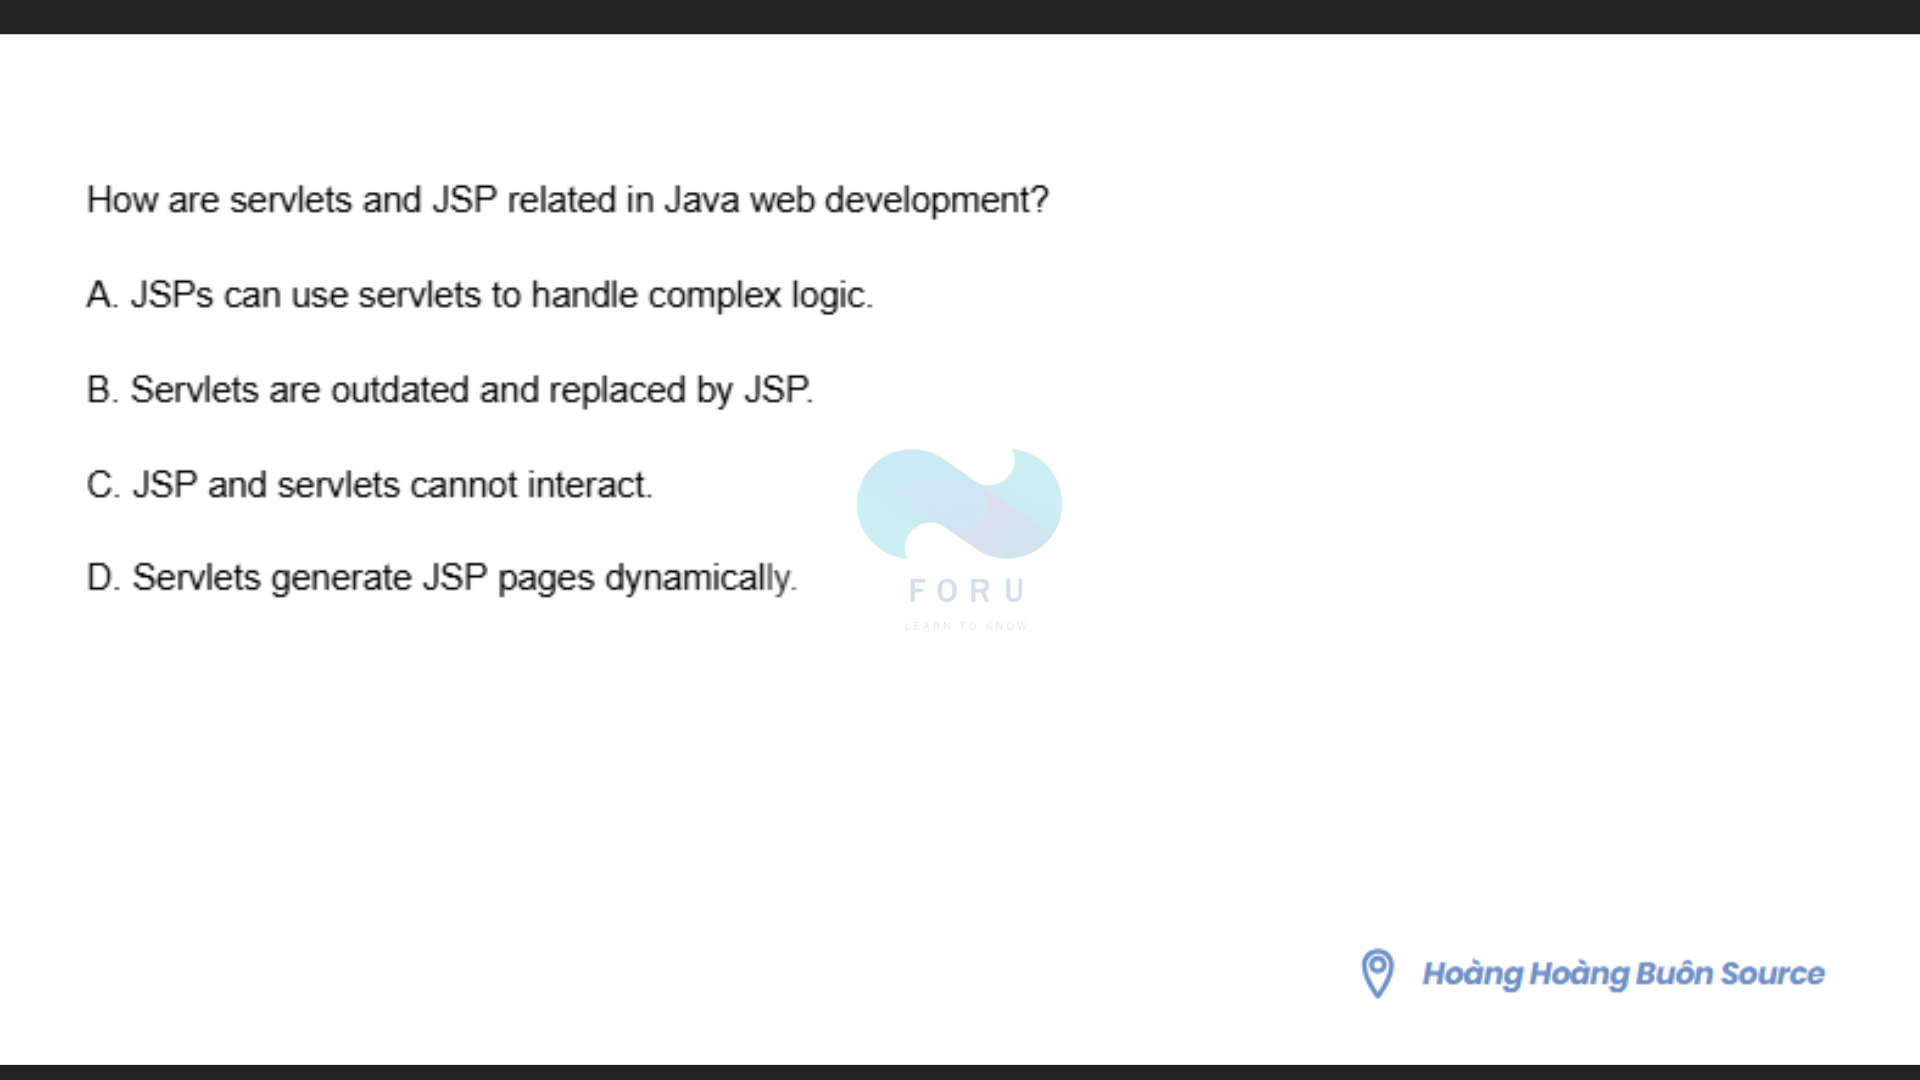 How are servlets and JSP related in Java web development?
A. JSPs can use servlets to handle complex logic.
B. Servlets are outdated and replaced by JSP.
C. JSP and servlets cannot interact.
D. Servlets generate JSP pages dynamically.
FORU
LEARN TO KNOW
Hoàng Hoàng Buôn Source